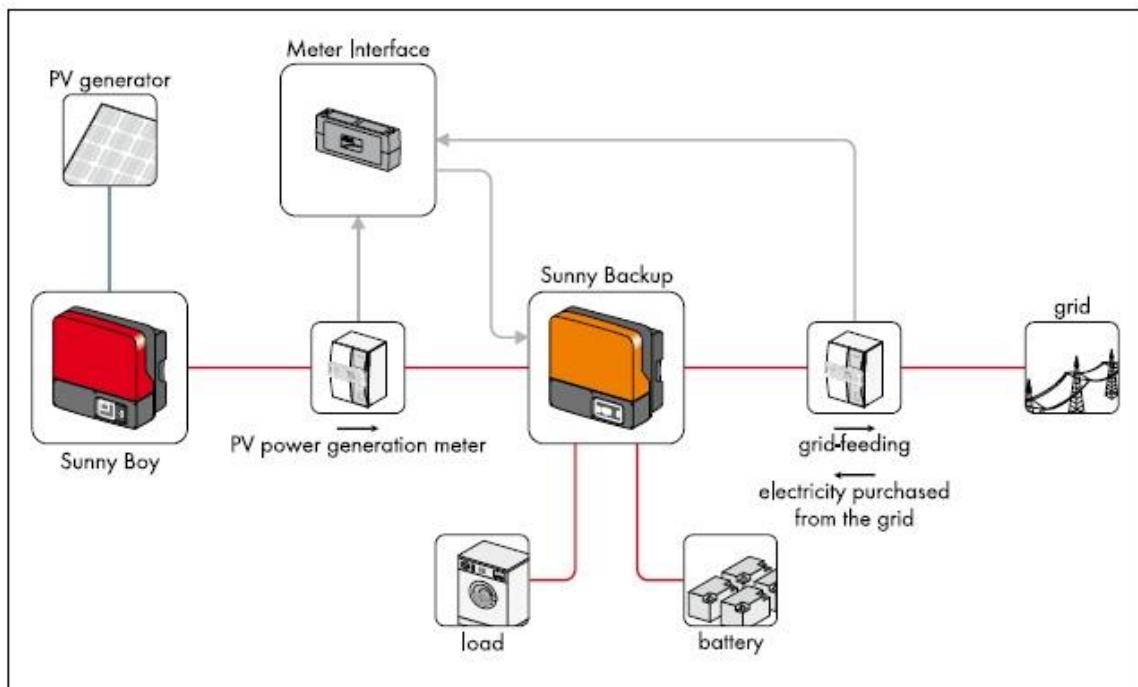 Meter Interface
PV generator
Sunny Backup
grid
PV power generation meter
grid-feeding
Sunny Boy
electricity purchased
from the grid
load
battery